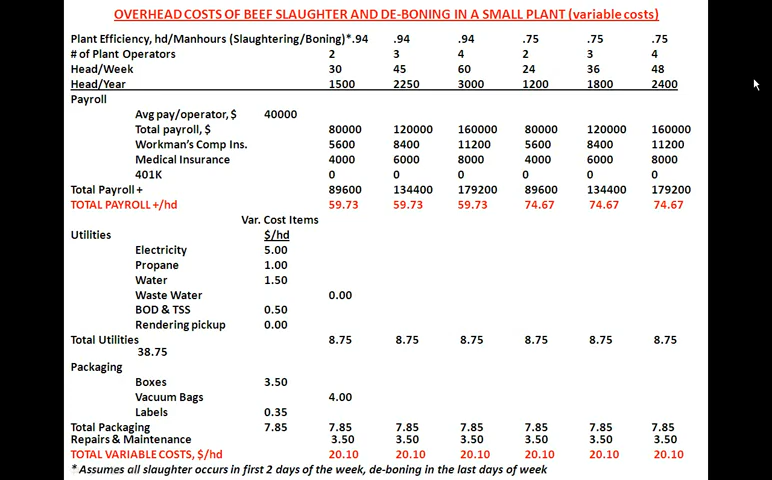 OVERHEAD COSTS OF BEEF SLAUGHTER AND DE-BONING IN A SMALL PLANT (variable costs)
Plant Efficiency, hd/Manhours (Slaughtering/Boning)*.94 .94 .94 .75 .75 .75
# of Plant Operators 2 3 4 2 3 4
Head/Week 30 45 60 24 36 48
Head/Year 1500 2250 3000 1200 1800 2400
Payroll
Avg pay/operator, $ 40000
Total payroll, $ 80000 120000 160000 80000 120000 160000
Workman's Comp Ins. 5600 8400 11200 5600 8400 11200
Medical Insurance 4000 6000 8000 4000 6000 8000
401K 0 0 0 0 0 0
Total Payroll + 89600 134400 179200 89600 134400 179200
TOTAL PAYROLL +/hd 59.73 59.73 59.73 74.67 74.67 74.67
Var. Cost Items
Utilities $/hd
Electricity 5.00
Propane 1.00
Water 1.50
Waste Water 0.00
BOD & TSS 0.50
Rendering pickup 0.00
Total Utilities 8.75 8.75 8.75 8.75 8.75 8.75
38.75
Packaging
Boxes 3.50
Vacuum Bags 4.00
Labels 0.35
Total Packaging 7.85 7.85 7.85 7.85 7.85 7.85 7.85
Repairs & Maintenance 3.50 3.50 3.50 3.50 3.50 3.50
TOTAL VARIABLE COSTS, $/hd 20.10 20.10 20.10 20.10 20.10 20.10
* Assumes all slaughter occurs in first 2 days of the week, de-boning in the last days of week